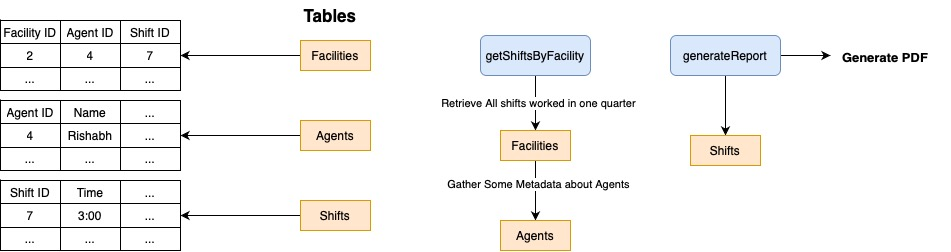 Tables
Facility ID Agent ID Shift ID
2 4 7
... ... ...
Facilities
Agent ID Name ...
4 Rishabh ...
... ... ...
Agents
Shift ID Time ...
7 3:00 ...
... ... ...
Shifts
getShiftsByFacility
Retrieve All shifts worked in one quarter
Facilities
Gather Some Metadata about Agents
Agents
generateReport
Generate PDF
Shifts